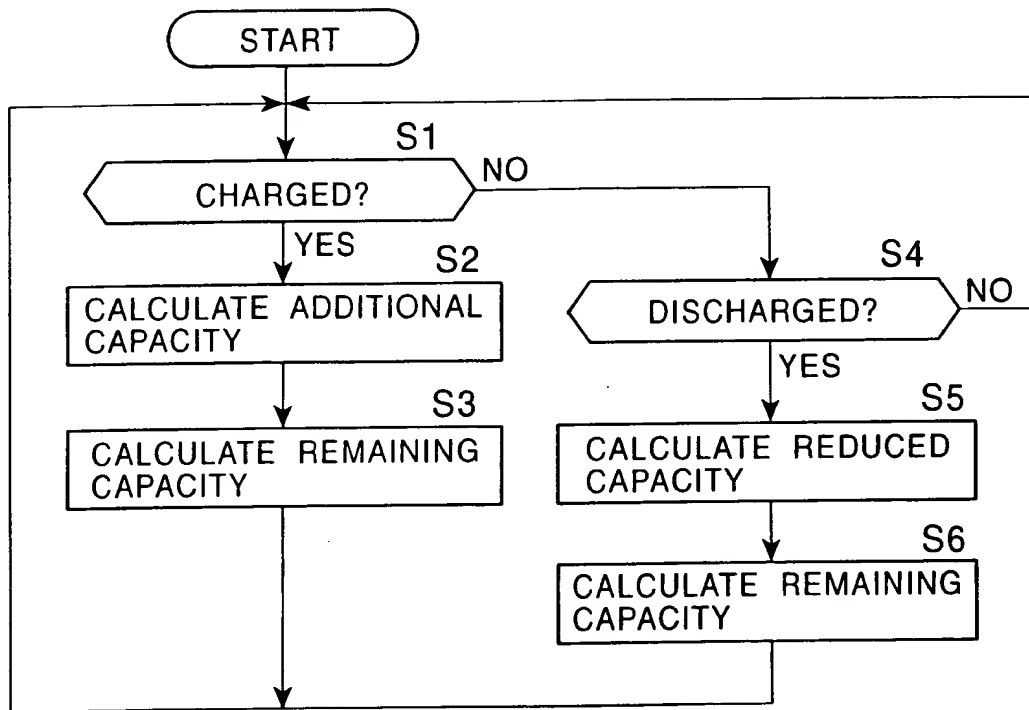 START
S1
CHARGED?
NO
YES
S2
CALCULATE ADDITIONAL
CAPACITY
S3
CALCULATE REMAINING
CAPACITY
S4
DISCHARGED?
NO
YES
S5
CALCULATE REDUCED
CAPACITY
S6
CALCULATE REMAINING
CAPACITY